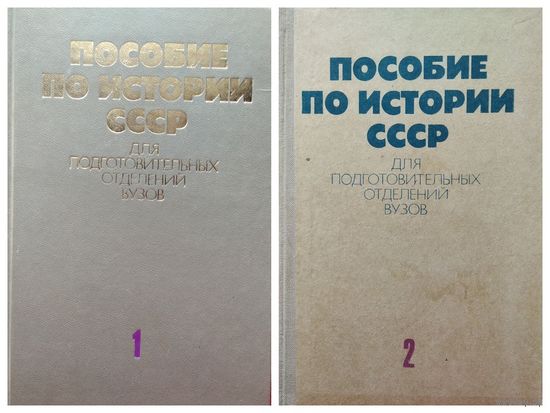 ПОСОБИЕ
ПО ИСТОРИИ
СССР
ДЛЯ
ПОДГОТОВИТЕЛЬНЫХ
ОТДЕЛЕНИЙ
ВУЗОВ
1
ПОСОБИЕ
ПО ИСТОРИИ
СССР
ДЛЯ
ПОДГОТОВИТЕЛЬНЫХ
ОТДЕЛЕНИЙ
ВУЗОВ
2